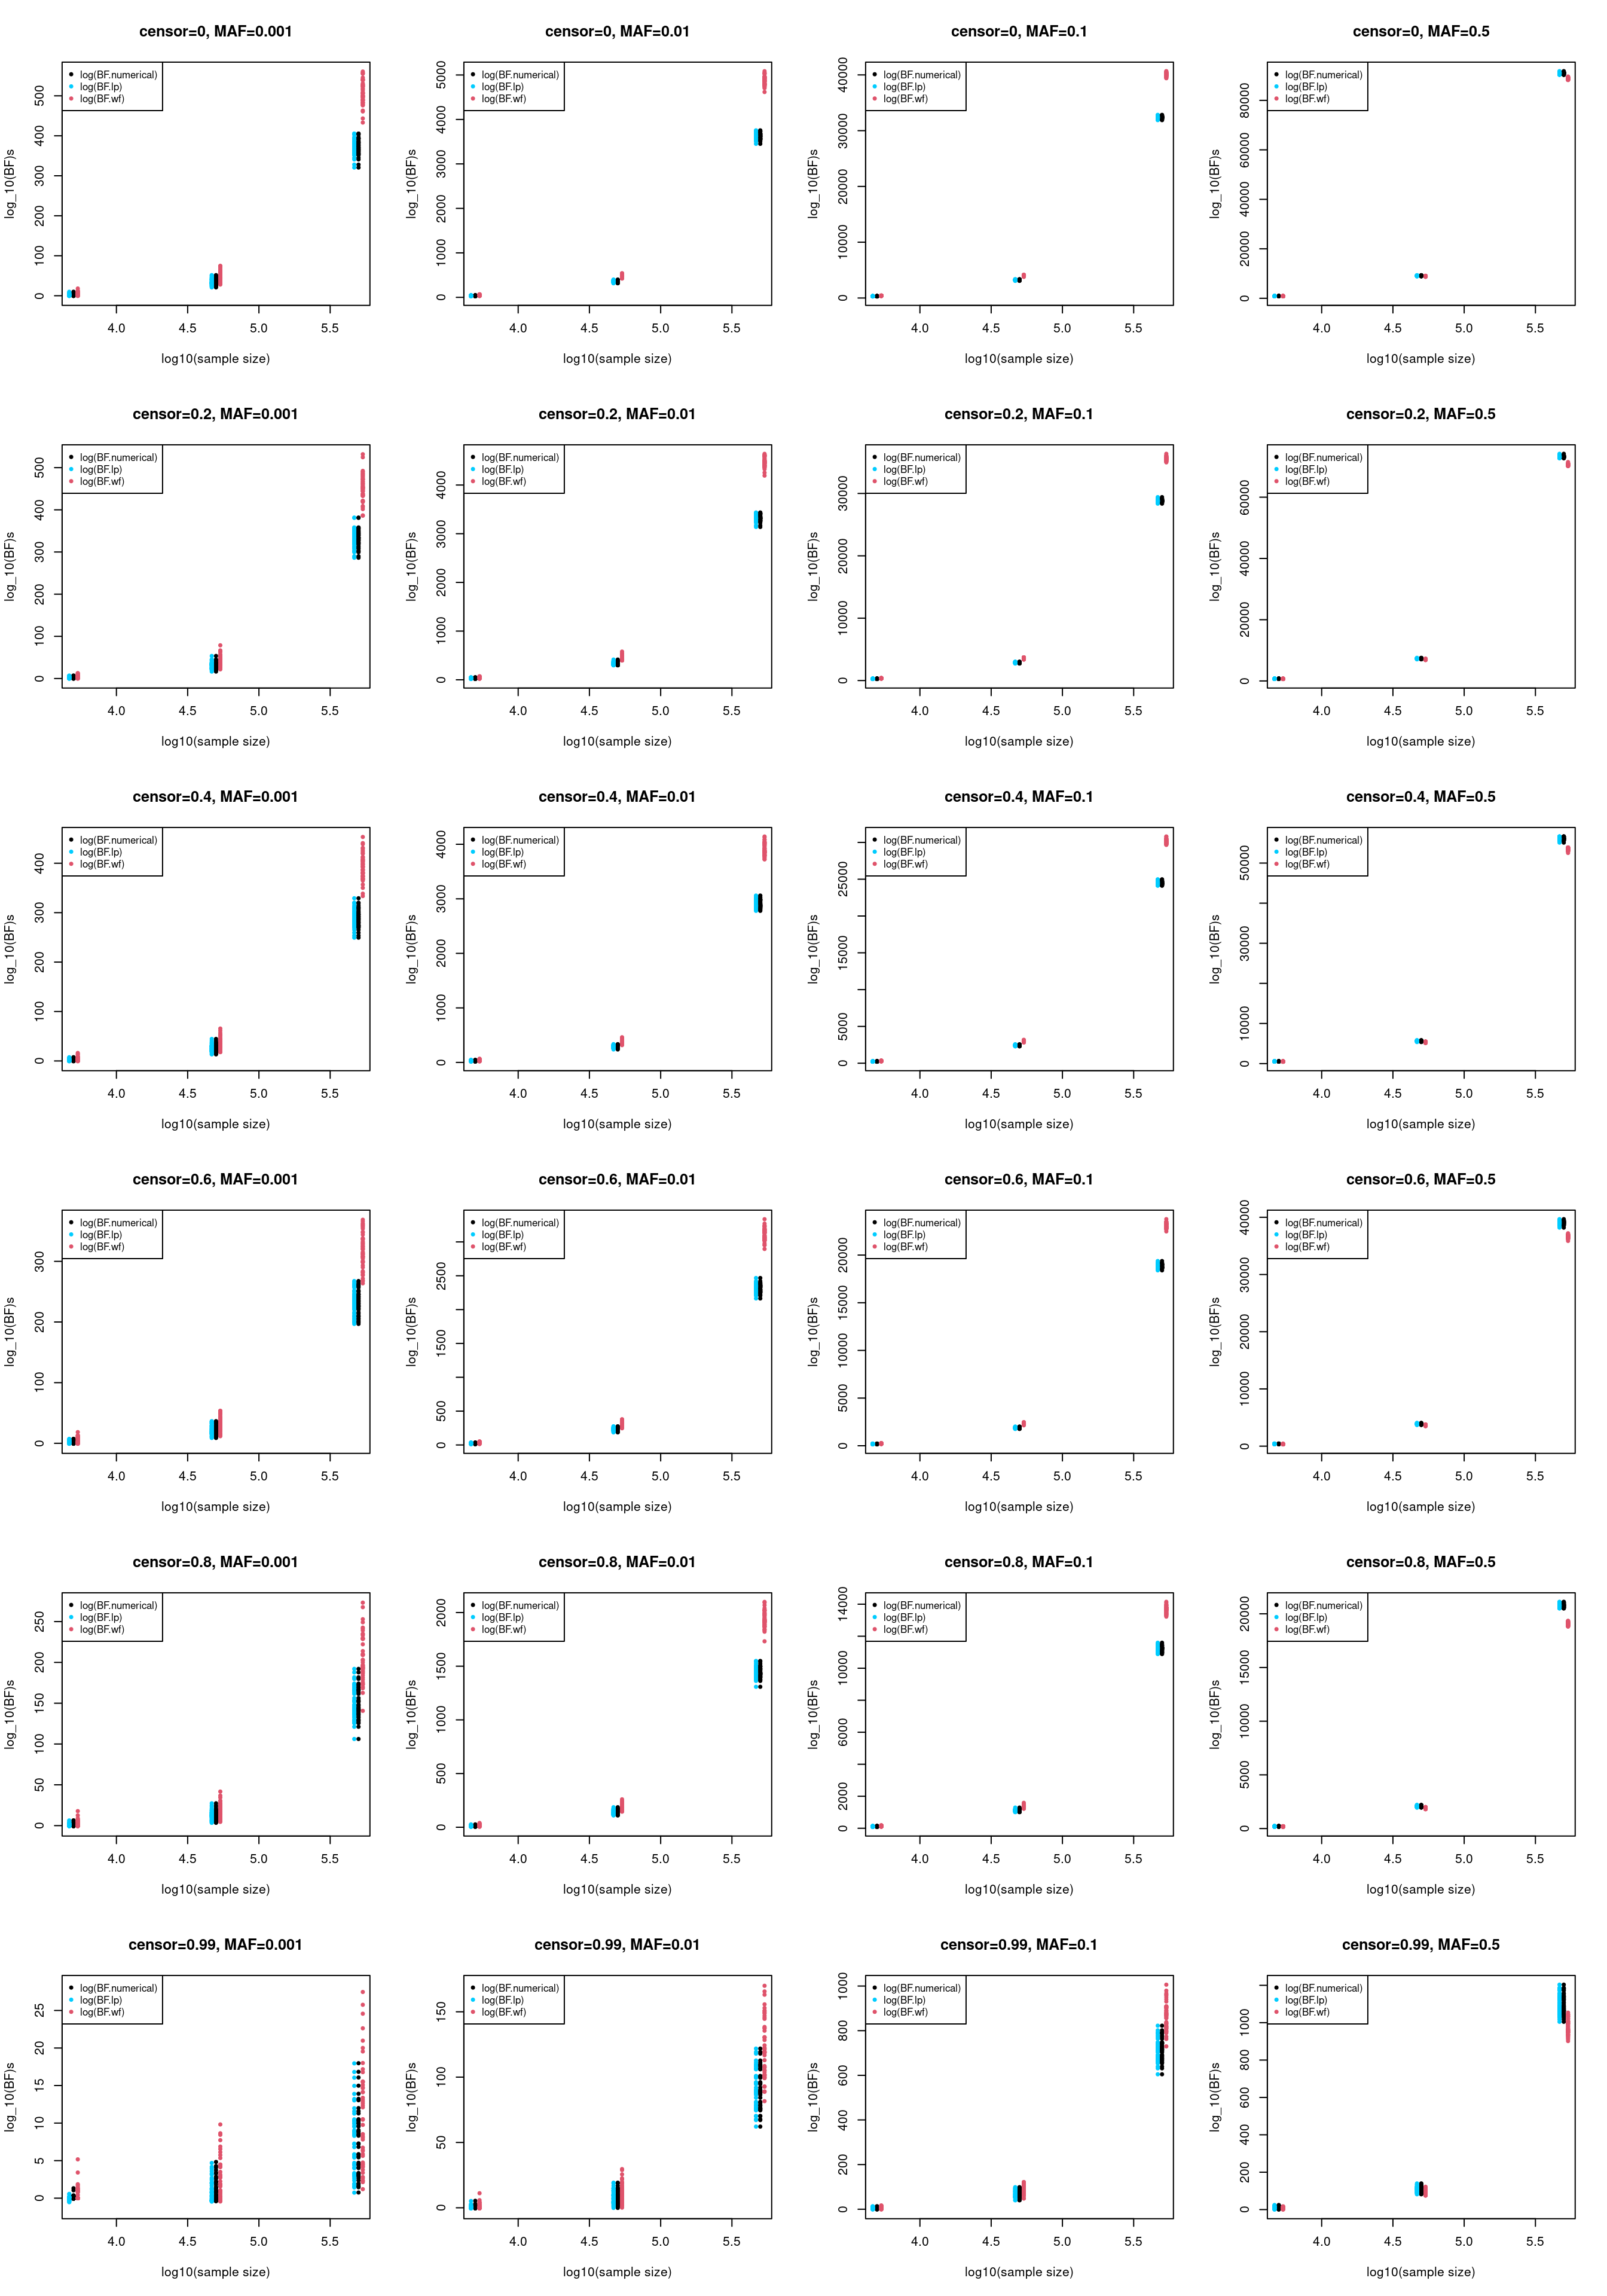 censor=0, MAF=0.001
log(BF.numerical)
log(BF.lp)
log(BF.wf)
log_10(BF)s
500
400
300
200
100
0
4.0 4.5 5.0 5.5
log10(sample size)
censor=0, MAF=0.01
log(BF.numerical)
log(BF.lp)
log(BF.wf)
log_10(BF)s
5000
4000
3000
2000
1000
0
4.0 4.5 5.0 5.5
log10(sample size)
censor=0, MAF=0.1
log(BF.numerical)
log(BF.lp)
log(BF.wf)
log_10(BF)s
40000
30000
20000
10000
0
4.0 4.5 5.0 5.5
log10(sample size)
censor=0, MAF=0.5
log(BF.numerical)
log(BF.lp)
log(BF.wf)
log_10(BF)s
80000
60000
40000
20000
0
4.0 4.5 5.0 5.5
log10(sample size)
censor=0.2, MAF=0.001
log(BF.numerical)
log(BF.lp)
log(BF.wf)
log_10(BF)s
500
400
300
200
100
0
4.0 4.5 5.0 5.5
log10(sample size)
censor=0.2, MAF=0.01
log(BF.numerical)
log(BF.lp)
log(BF.wf)
log_10(BF)s
4000
3000
2000
1000
0
4.0 4.5 5.0 5.5
log10(sample size)
censor=0.2, MAF=0.1
log(BF.numerical)
log(BF.lp)
log(BF.wf)
log_10(BF)s
30000
20000
10000
0
4.0 4.5 5.0 5.5
log10(sample size)
censor=0.2, MAF=0.5
log(BF.numerical)
log(BF.lp)
log(BF.wf)
log_10(BF)s
60000
40000
20000
0
4.0 4.5 5.0 5.5
log10(sample size)
censor=0.4, MAF=0.001
log(BF.numerical)
log(BF.lp)
log(BF.wf)
log_10(BF)s
400
300
200
100
0
4.0 4.5 5.0 5.5
log10(sample size)
censor=0.4, MAF=0.01
log(BF.numerical)
log(BF.lp)
log(BF.wf)
log_10(BF)s
4000
3000
2000
1000
0
4.0 4.5 5.0 5.5
log10(sample size)
censor=0.4, MAF=0.1
log(BF.numerical)
log(BF.lp)
log(BF.wf)
log_10(BF)s
25000
15000
5000
0
4.0 4.5 5.0 5.5
log10(sample size)
censor=0.4, MAF=0.5
log(BF.numerical)
log(BF.lp)
log(BF.wf)
log_10(BF)s
50000
30000
10000
0
4.0 4.5 5.0 5.5
log10(sample size)
censor=0.6, MAF=0.001
log(BF.numerical)
log(BF.lp)
log(BF.wf)
log_10(BF)s
300
200
100
0
4.0 4.5 5.0 5.5
log10(sample size)
censor=0.6, MAF=0.01
log(BF.numerical)
log(BF.lp)
log(BF.wf)
log_10(BF)s
2500
1500
500
0
4.0 4.5 5.0 5.5
log10(sample size)
censor=0.6, MAF=0.1
log(BF.numerical)
log(BF.lp)
log(BF.wf)
log_10(BF)s
20000
15000
10000
5000
0
4.0 4.5 5.0 5.5
log10(sample size)
censor=0.6, MAF=0.5
log(BF.numerical)
log(BF.lp)
log(BF.wf)
log_10(BF)s
40000
30000
20000
10000
0
4.0 4.5 5.0 5.5
log10(sample size)
censor=0.8, MAF=0.001
log(BF.numerical)
log(BF.lp)
log(BF.wf)
log_10(BF)s
250
200
150
100
50
0
4.0 4.5 5.0 5.5
log10(sample size)
censor=0.8, MAF=0.01
log(BF.numerical)
log(BF.lp)
log(BF.wf)
log_10(BF)s
2000
1500
1000
500
0
4.0 4.5 5.0 5.5
log10(sample size)
censor=0.8, MAF=0.1
log(BF.numerical)
log(BF.lp)
log(BF.wf)
log_10(BF)s
14000
10000
6000
2000
0
4.0 4.5 5.0 5.5
log10(sample size)
censor=0.8, MAF=0.5
log(BF.numerical)
log(BF.lp)
log(BF.wf)
log_10(BF)s
20000
15000
10000
5000
0
4.0 4.5 5.0 5.5
log10(sample size)
censor=0.99, MAF=0.001
log(BF.numerical)
log(BF.lp)
log(BF.wf)
log_10(BF)s
25
20
15
10
5
0
4.0 4.5 5.0 5.5
log10(sample size)
censor=0.99, MAF=0.01
log(BF.numerical)
log(BF.lp)
log(BF.wf)
log_10(BF)s
150
100
50
0
4.0 4.5 5.0 5.5
log10(sample size)
censor=0.99, MAF=0.1
log(BF.numerical)
log(BF.lp)
log(BF.wf)
log_10(BF)s
1000
800
600
400
200
0
4.0 4.5 5.0 5.5
log10(sample size)
censor=0.99, MAF=0.5
log(BF.numerical)
log(BF.lp)
log(BF.wf)
log_10(BF)s
1000
800
600
400
200
0
4.0 4.5 5.0 5.5
log10(sample size)